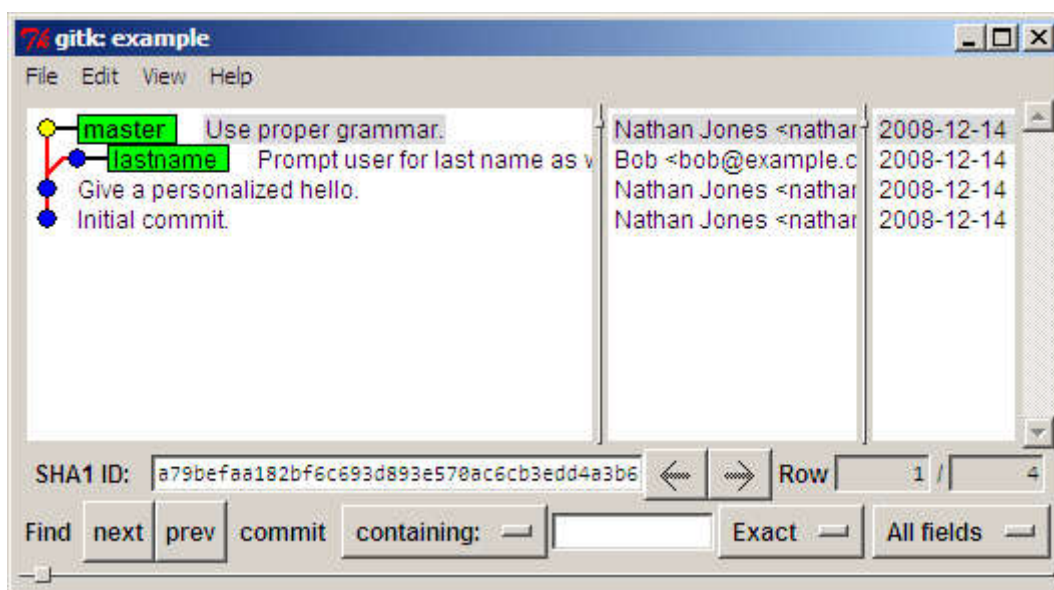 gitk: example
File Edit View Help
master Use proper grammar. Nathan Jones <nathan 2008-12-14
lastname Prompt user for last name as w Bob <bob@example.c 2008-12-14
Give a personalized hello. Nathan Jones <nathan 2008-12-14
Initial commit. Nathan Jones <nathan 2008-12-14
SHA1 ID: a79befaa182bf6c693d893e570ac6cb3edd4a3b6 Row 1 / 4
Find next prev commit containing: Exact All fields